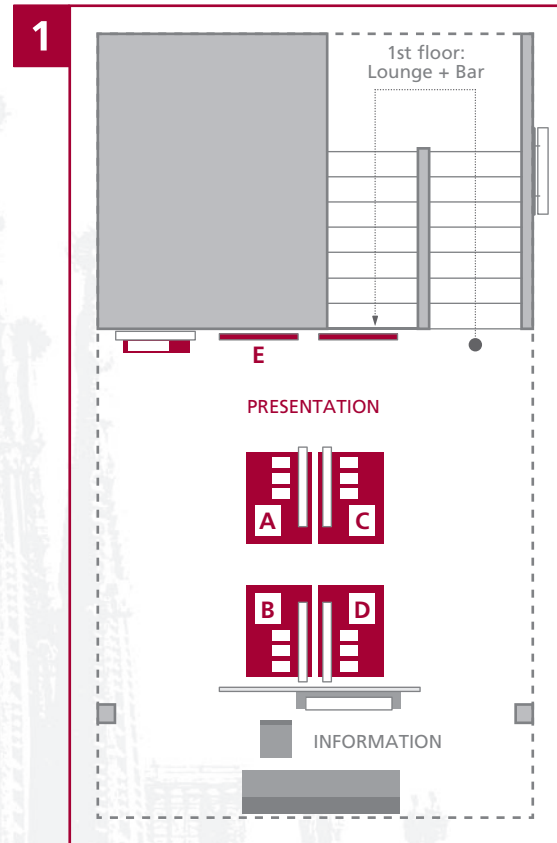 1
1st floor:
Lounge + Bar
E
PRESENTATION
A
C
B
D
INFORMATION